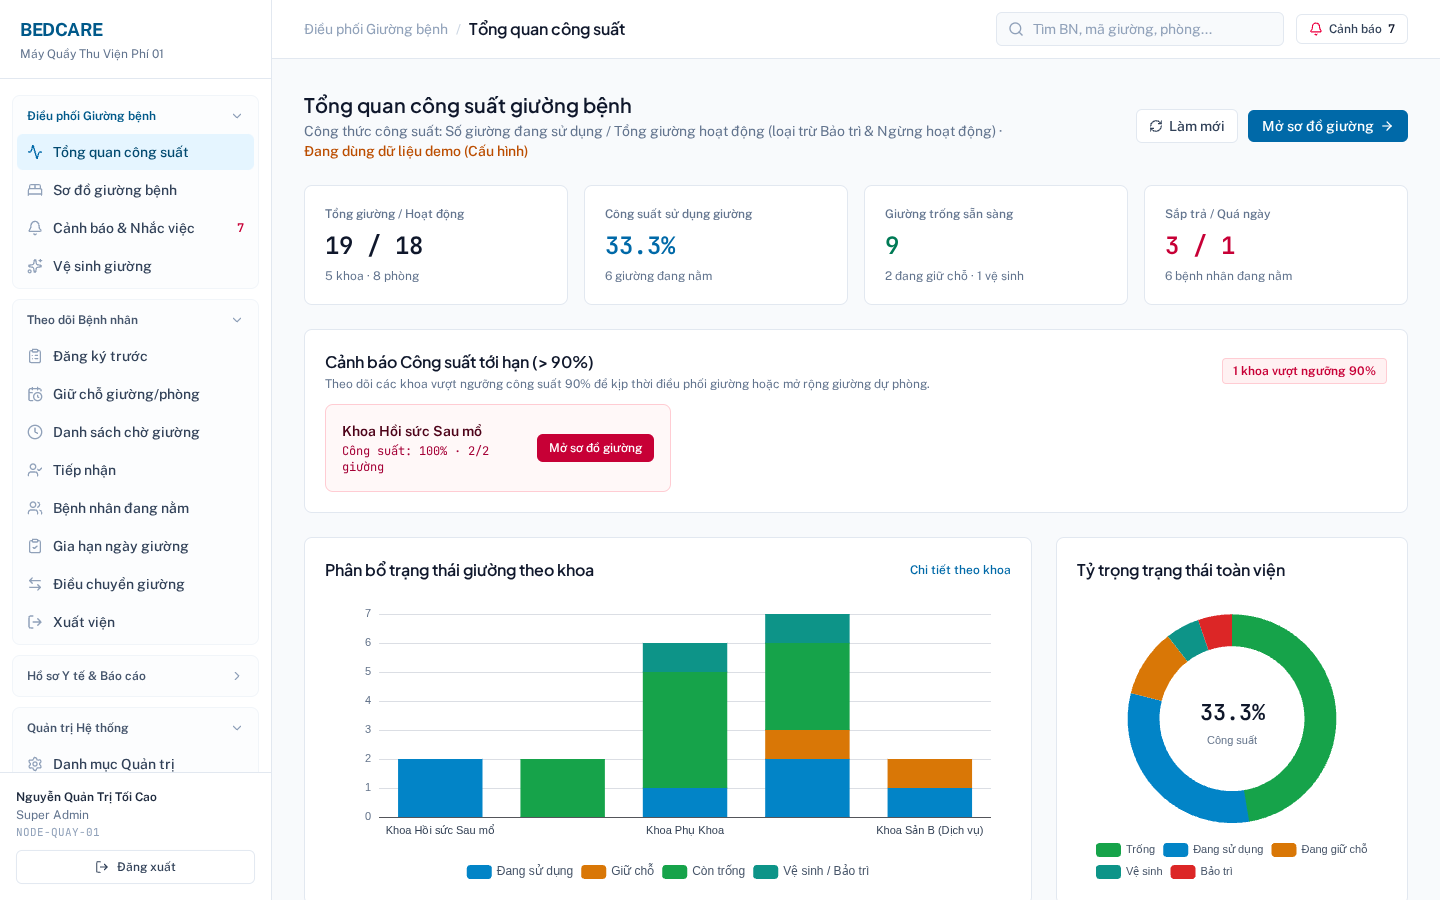 BEDCARE
Máy Quầy Thu Viện Phí 01
Điều phối Giường bệnh
Tổng quan công suất
Sơ đồ giường bệnh
Cảnh báo & Nhắc việc
7
Vệ sinh giường
Theo dõi Bệnh nhân
Đăng ký trước
Giữ chỗ giường/phòng
Danh sách chờ giường
Tiếp nhận
Bệnh nhân đang nằm
Gia hạn ngày giường
Điều chuyển giường
Xuất viện
Hồ sơ Y tế & Báo cáo
Quản trị Hệ thống
Danh mục Quản trị
Nguyễn Quản Trị Tối Cao
Super Admin
NODE-QUAY-01
Đăng xuất
Điều phối Giường bệnh / Tổng quan công suất
Tìm BN, mã giường, phòng...
Cảnh báo 7
Tổng quan công suất giường bệnh
Công thức công suất: Số giường đang sử dụng / Tổng giường hoạt động (loại trừ Bảo trì & Ngừng hoạt động) ·
Đang dùng dữ liệu demo (Cấu hình)
Làm mới
Mở sơ đồ giường
Tổng giường / Hoạt động
19 / 18
5 khoa · 8 phòng
Công suất sử dụng giường
33.3%
6 giường đang nằm
Giường trống sẵn sàng
9
2 đang giữ chỗ · 1 vệ sinh
Sắp trả / Quá ngày
3 / 1
6 bệnh nhân đang nằm
Cảnh báo Công suất tới hạn (> 90%)
Theo dõi các khoa vượt ngưỡng công suất 90% để kịp thời điều phối giường hoặc mở rộng giường dự phòng.
1 khoa vượt ngưỡng 90%
Khoa Hồi sức Sau mổ
Công suất: 100% · 2/2
giường
Mở sơ đồ giường
Phân bổ trạng thái giường theo khoa
Chi tiết theo khoa
7
6
5
4
3
2
1
0
Khoa Hồi sức Sau mổ
Khoa Phụ Khoa
Khoa Sản B (Dịch vụ)
Đang sử dụng
Giữ chỗ
Còn trống
Vệ sinh / Bảo trì
Tỷ trọng trạng thái toàn viện
33.3%
Công suất
Trống
Đang sử dụng
Đang giữ chỗ
Vệ sinh
Bảo trì